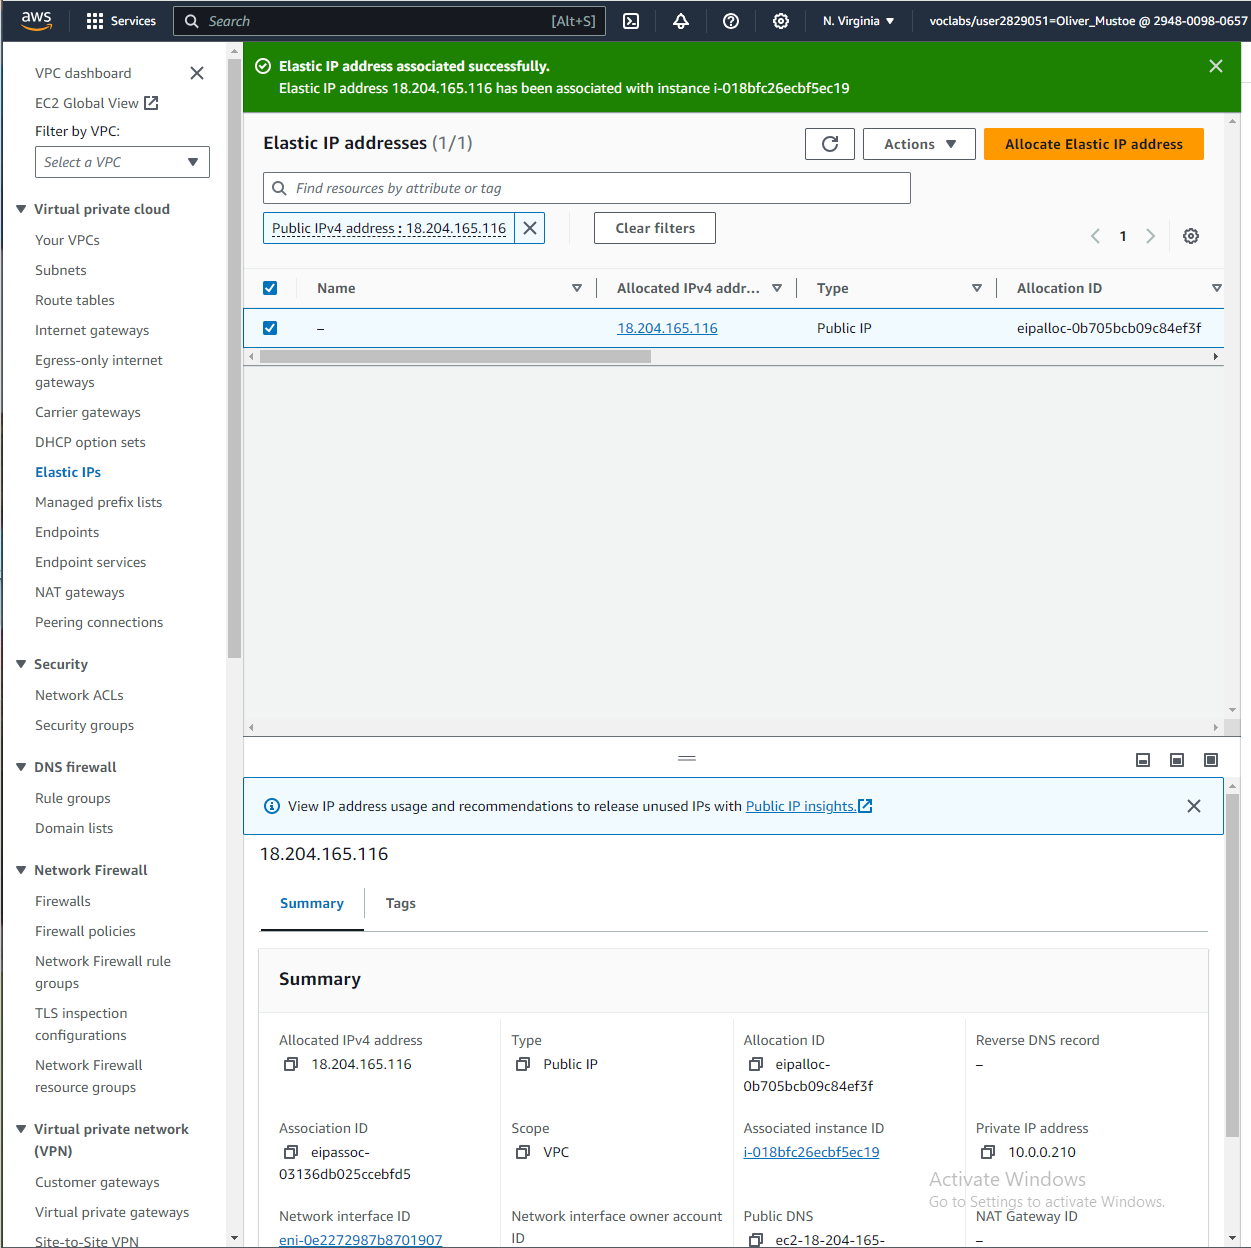 aws
Services
Search
[Alt+S]
N. Virginia
voclabs/user2829051=Oliver_Mustoe @ 2948-0098-0657
VPC dashboard
EC2 Global View
Filter by VPC:
Select a VPC
Virtual private cloud
Your VPCs
Subnets
Route tables
Internet gateways
Egress-only internet
gateways
Carrier gateways
DHCP option sets
Elastic IPs
Managed prefix lists
Endpoints
Endpoint services
NAT gateways
Peering connections
Security
Network ACLs
Security groups
DNS firewall
Rule groups
Domain lists
Network Firewall
Firewalls
Firewall policies
Network Firewall rule
groups
TLS inspection
configurations
Network Firewall
resource groups
Virtual private network
(VPN)
Customer gateways
Virtual private gateways
Site-to-Site VPN
Elastic IP address associated successfully.
Elastic IP address 18.204.165.116 has been associated with instance i-018bfc26ecbf5ec19
Elastic IP addresses (1/1)
Actions
Allocate Elastic IP address
Find resources by attribute or tag
Public IPv4 address : 18.204.165.116
Clear filters
1
Name Allocated IPv4 addr... Type Allocation ID
– 18.204.165.116 Public IP eipalloc-0b705bcb09c84ef3f
View IP address usage and recommendations to release unused IPs with Public IP insights.
18.204.165.116
Summary Tags
Summary
Allocated IPv4 address
18.204.165.116
Type
Public IP
Allocation ID
eipalloc-
0b705bcb09c84ef3f
Reverse DNS record
–
Association ID
eipassoc-
03136db025ccebfd5
Scope
VPC
Associated instance ID
i-018bfc26ecbf5ec19
Private IP address
10.0.0.210
Network interface ID
eni-0e2272987b8701907
Network interface owner account
ID
Public DNS
ec2-18-204-165-
NAT Gateway ID
–
Activate Windows
Go to Settings to activate Windows.